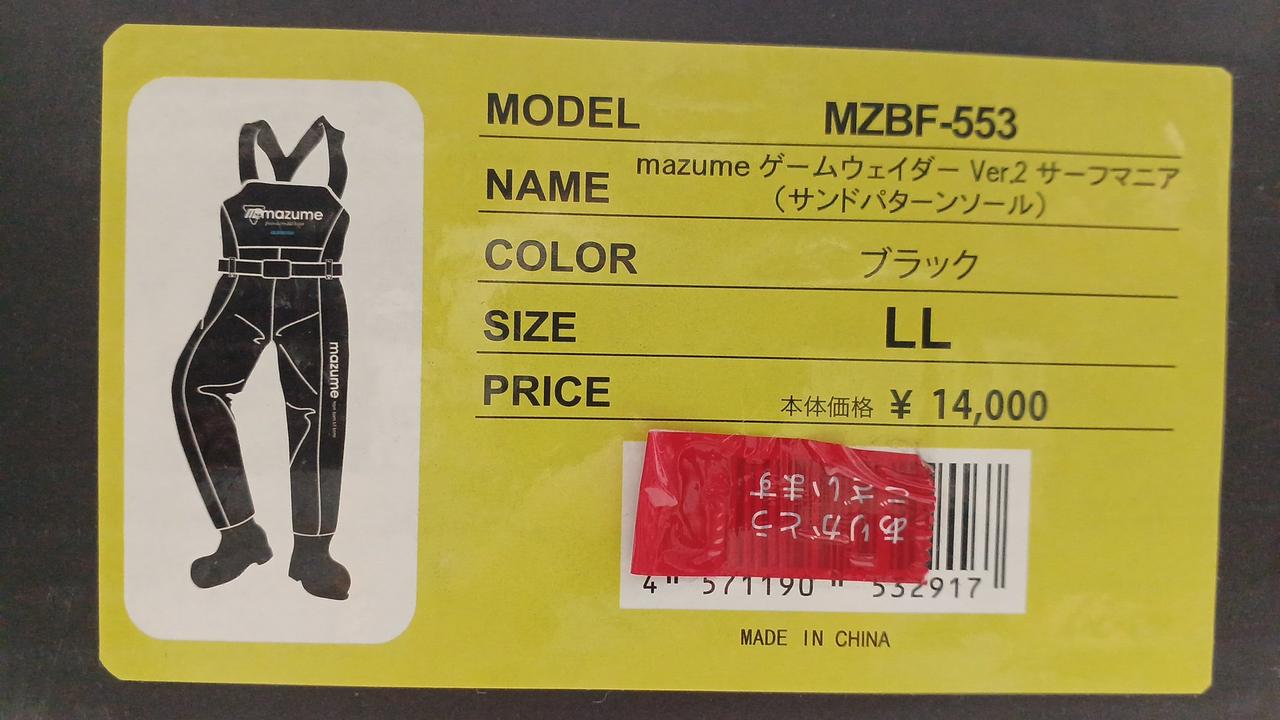 MODEL MZBF-553
NAME mazume ゲームウェイダー Ver.2 サーフマニア
（サンドパターンソール）
COLOR ブラック
SIZE LL
PRICE 本体価格 ¥ 14,000
mazume
mazume
ありがとう
ございます
4 571190 532917
MADE IN CHINA